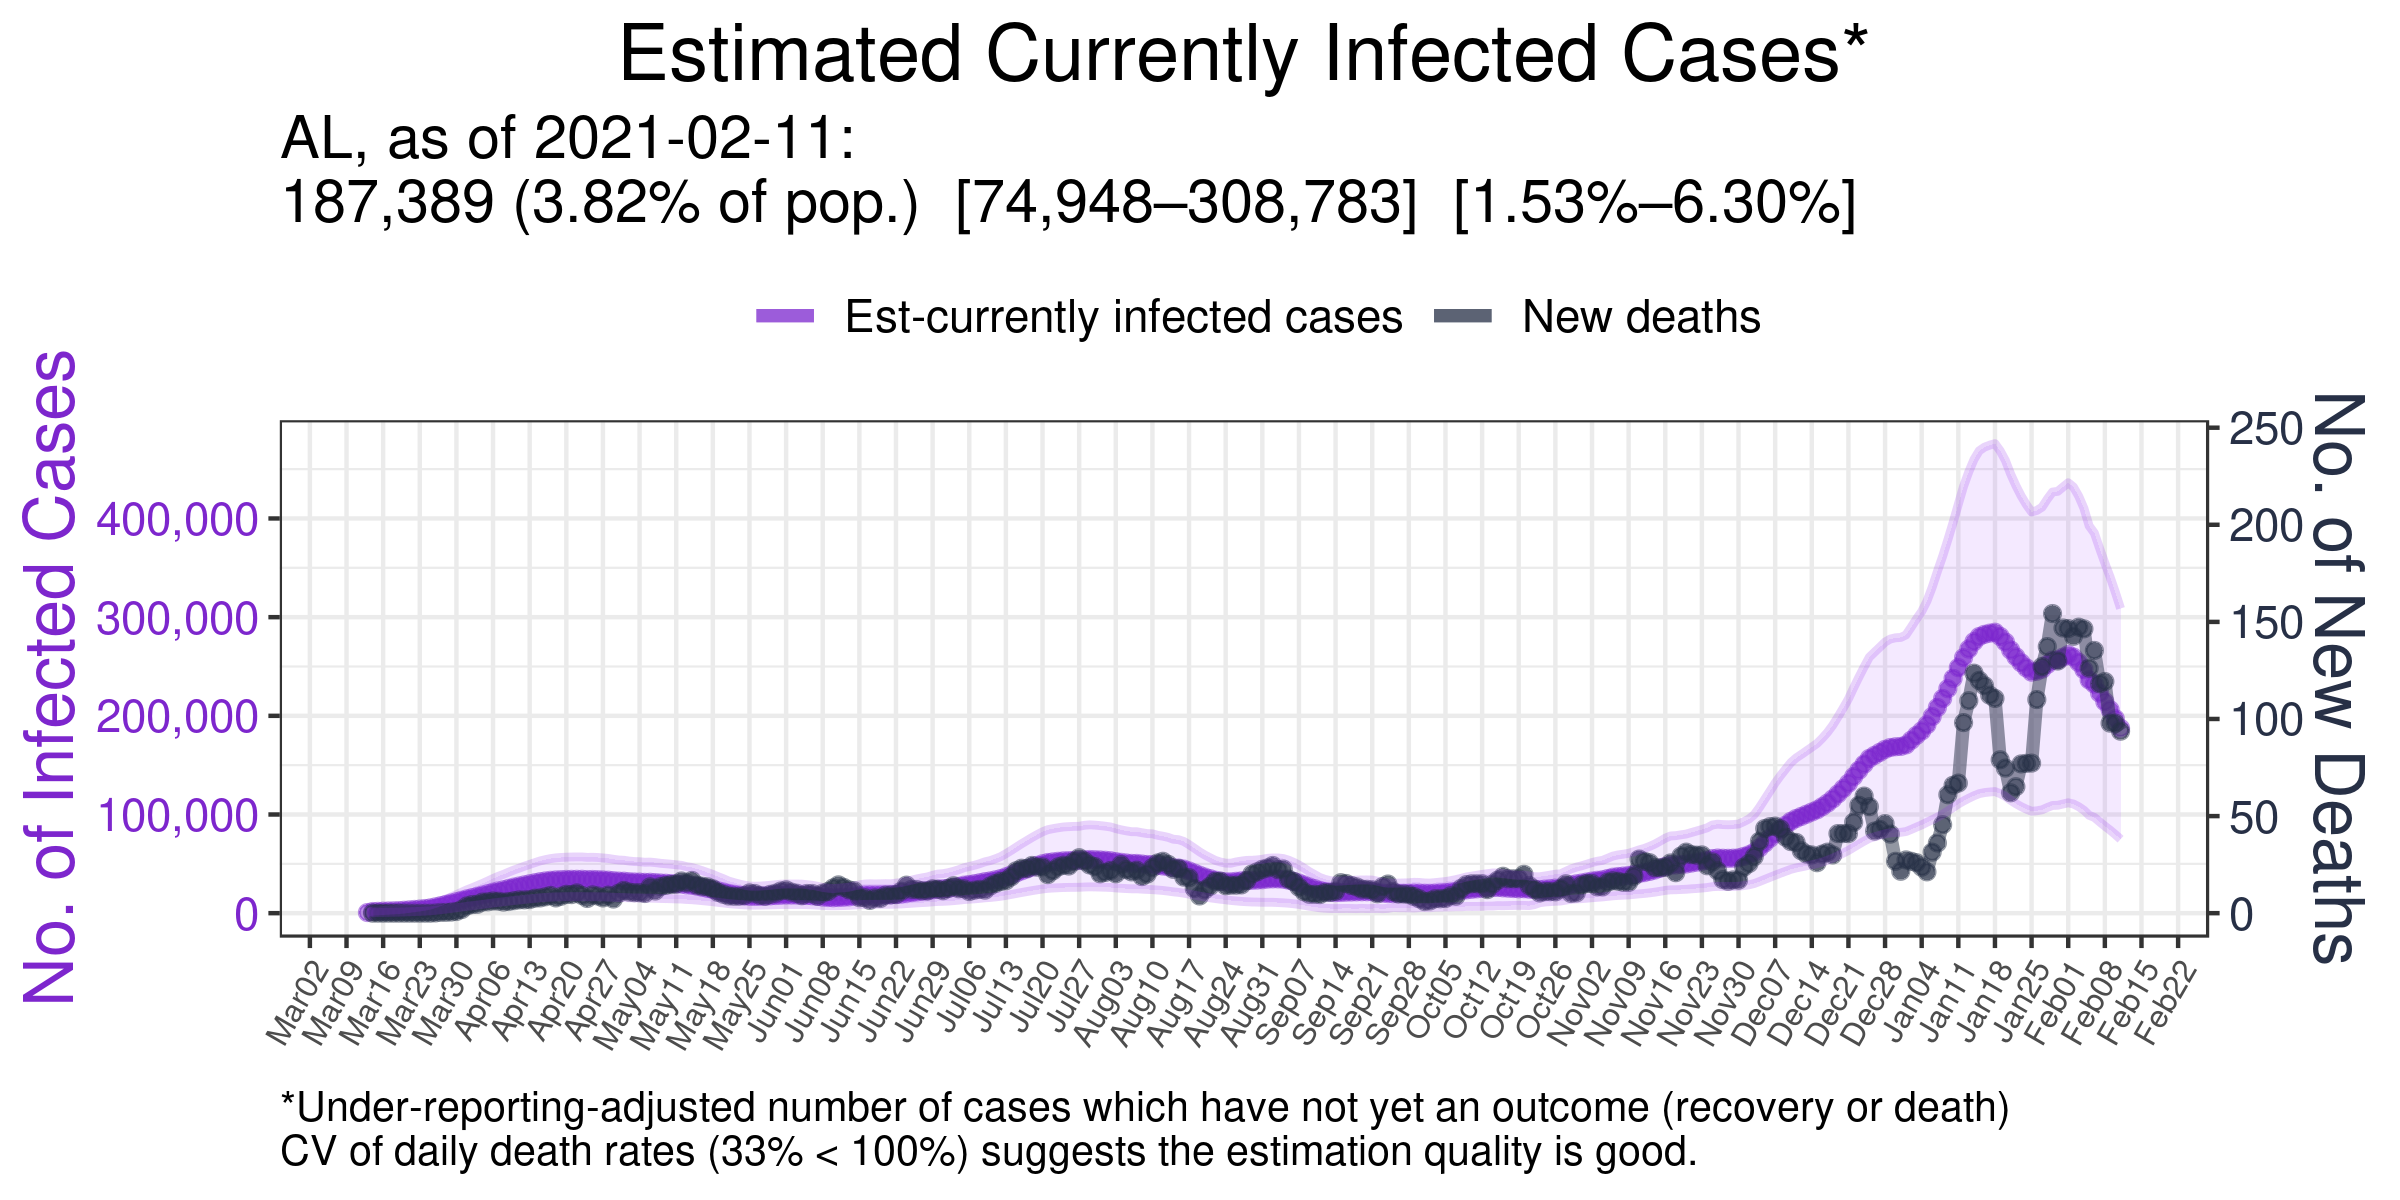 Estimated Currently Infected Cases*
AL, as of 2021-02-11:
187,389 (3.82% of pop.)  [74,948–308,783]  [1.53%–6.30%]
Est-currently infected cases
New deaths
No. of Infected Cases
400,000
300,000
200,000
100,000
0
250
200
150
100
50
0
No. of New Deaths
Mar02
Mar09
Mar16
Mar23
Mar30
Apr06
Apr13
Apr20
Apr27
May04
May11
May18
May25
Jun01
Jun08
Jun15
Jun22
Jun29
Jul06
Jul13
Jul20
Jul27
Aug03
Aug10
Aug17
Aug24
Aug31
Sep07
Sep14
Sep21
Sep28
Oct05
Oct12
Oct19
Oct26
Nov02
Nov09
Nov16
Nov23
Nov30
Dec07
Dec14
Dec21
Dec28
Jan04
Jan11
Jan18
Jan25
Feb01
Feb08
Feb15
Feb22
*Under-reporting-adjusted number of cases which have not yet an outcome (recovery or death)
CV of daily death rates (33% < 100%) suggests the estimation quality is good.